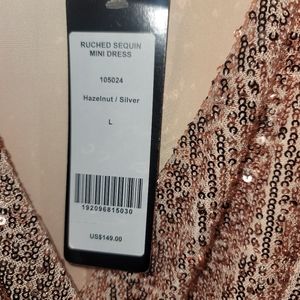 RUCHED SEQUIN
MINI DRESS
105024
Hazelnut / Silver
L
192096815030
US$149.00